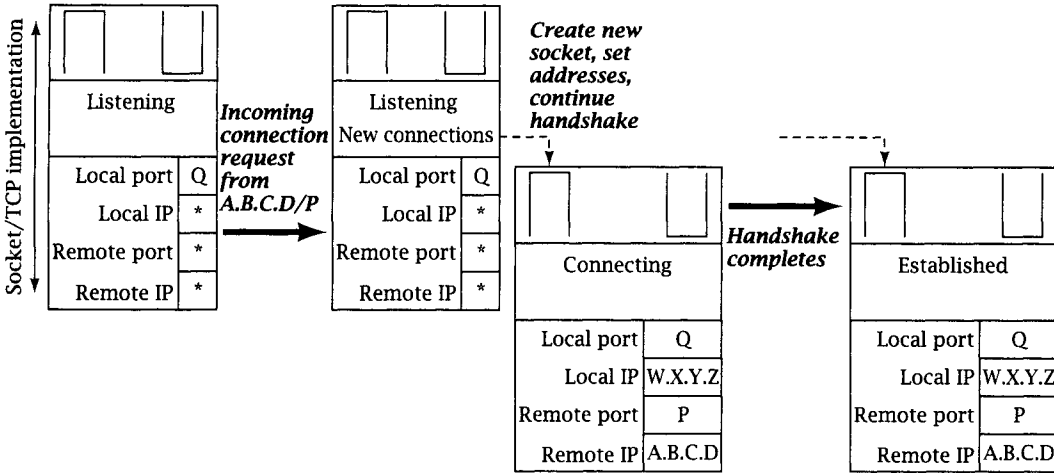 Socket/TCP implementation
Listening
Local port Q
Local IP *
Remote port *
Remote IP *
Incoming
connection
request
from
A.B.C.D/P
Listening
New connections
Local port Q
Local IP *
Remote port *
Remote IP *
Create new
socket, set
addresses,
continue
handshake
Connecting
Local port Q
Local IP W.X.Y.Z
Remote port P
Remote IP A.B.C.D
Handshake
completes
Established
Local port Q
Local IP W.X.Y.Z
Remote port P
Remote IP A.B.C.D